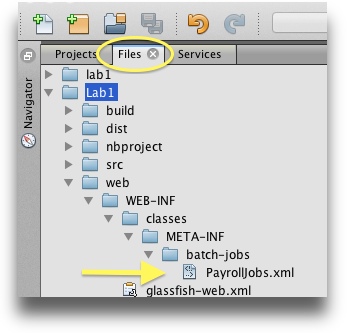 Projects Files Services
Navigator
lab1
Lab1
build
dist
nbproject
src
web
WEB-INF
classes
META-INF
batch-jobs
PayrollJobs.xml
glassfish-web.xml